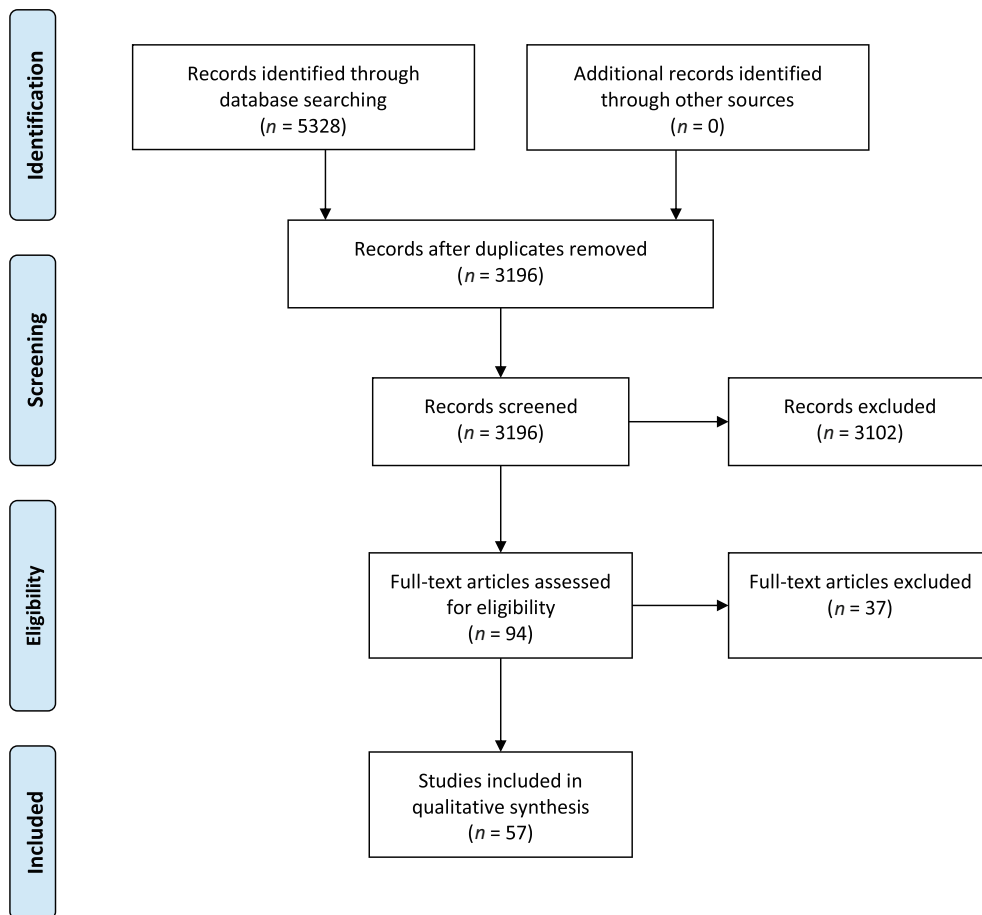 Identification
Records identified through
database searching
(n = 5328)
Additional records identified
through other sources
(n = 0)
Records after duplicates removed
(n = 3196)
Screening
Records screened
(n = 3196)
Records excluded
(n = 3102)
Eligibility
Full-text articles assessed
for eligibility
(n = 94)
Full-text articles excluded
(n = 37)
Included
Studies included in
qualitative synthesis
(n = 57)